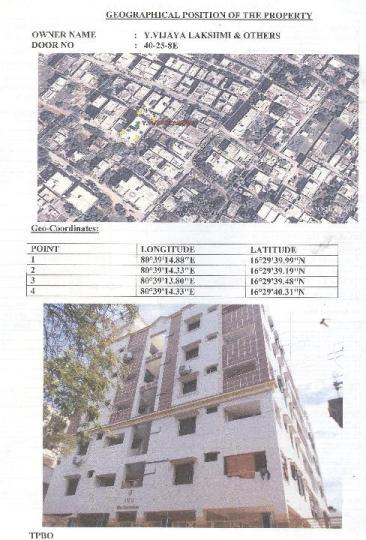 GEOGRAPHICAL POSITION OF THE PROPERTY
OWNER NAME : Y.VIJAYA LAKSHMI & OTHERS
DOOR NO : 40-25-8E
Geo-Coordinates:
POINT LONGITUDE LATITUDE
1 80°39'14.88"E 16°29'39.99"N
2 80°39'14.33"E 16°29'39.19"N
3 80°39'13.80"E 16°29'39.48"N
4 80°39'14.33"E 16°29'40.31"N
TPBO